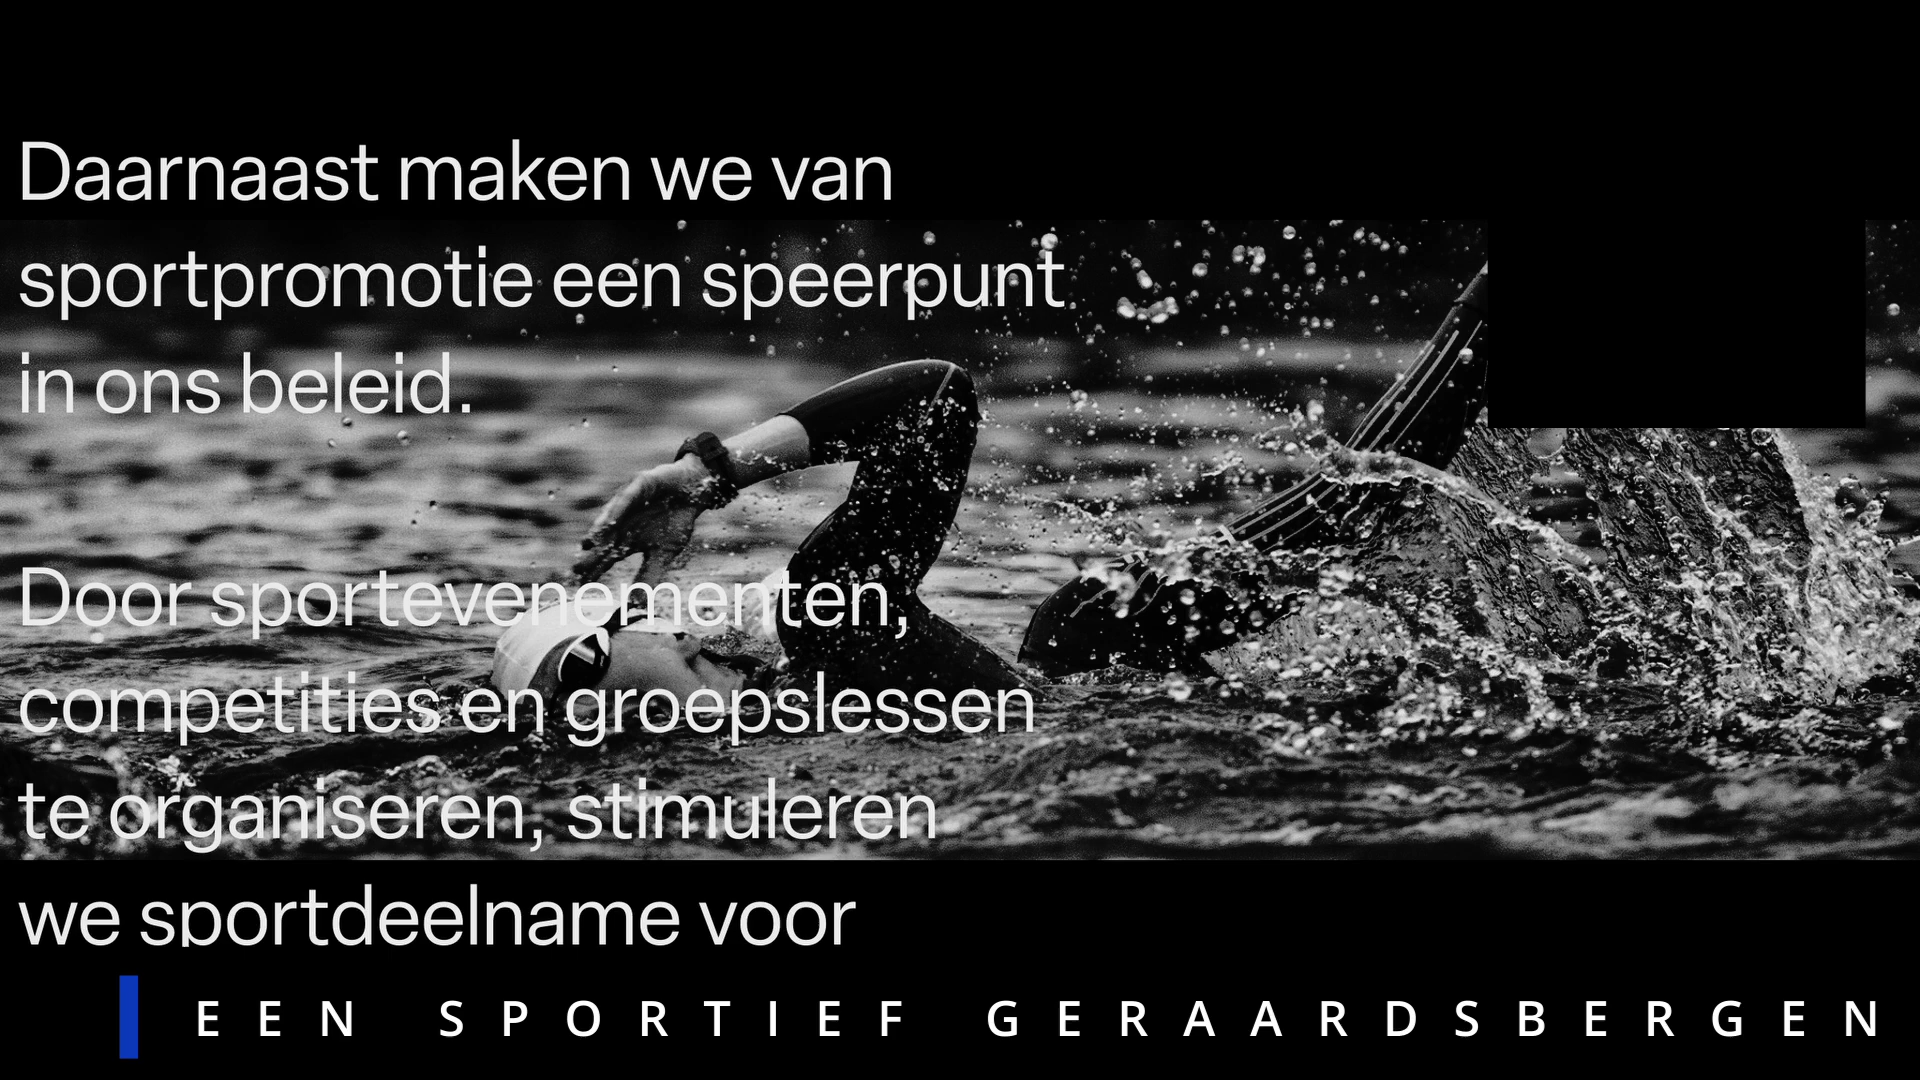 Daarnaast maken we van
sportpromotie een speerpunt
in ons beleid.
Door sportevenementen,
competities en groepslessen
te organiseren, stimuleren
we sportdeelname voor
EEN SPORTIEF GERAARDSBERGEN